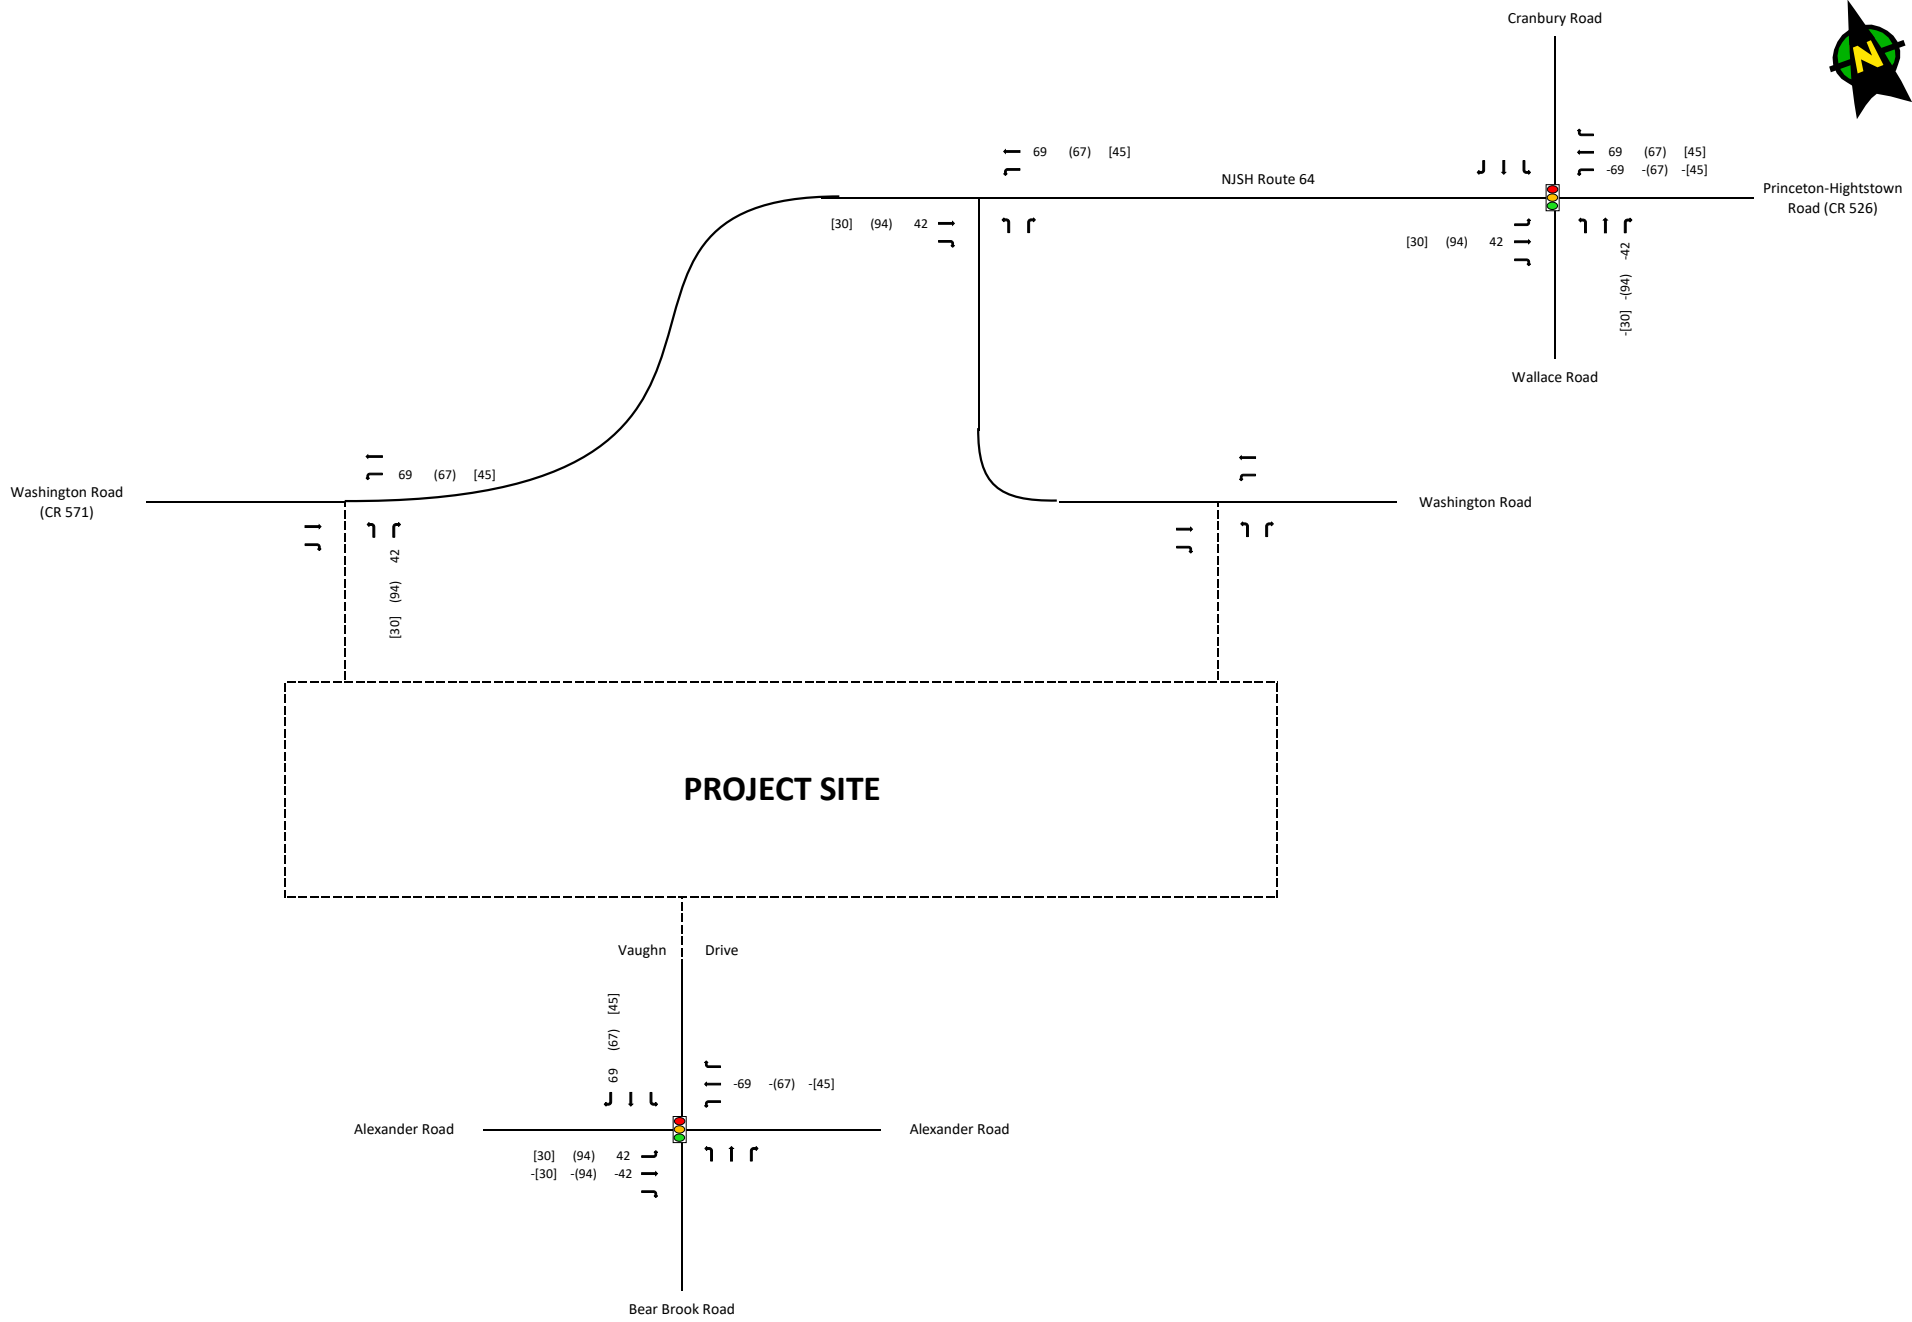 Cranbury Road
N
69 (67) [45]
-69 -(67) -[45]
69 (67) [45]
NJSH Route 64
Princeton-Hightstown
Road (CR 526)
[30] (94) 42
[30] (94) 42
-[30] -(94) -42
Wallace Road
69 (67) [45]
Washington Road
(CR 571)
Washington Road
[30] (94) 42
PROJECT SITE
Vaughn Drive
69 (67) [45]
-69 -(67) -[45]
Alexander Road
Alexander Road
[30] (94) 42
-[30] -(94) -42
Bear Brook Road